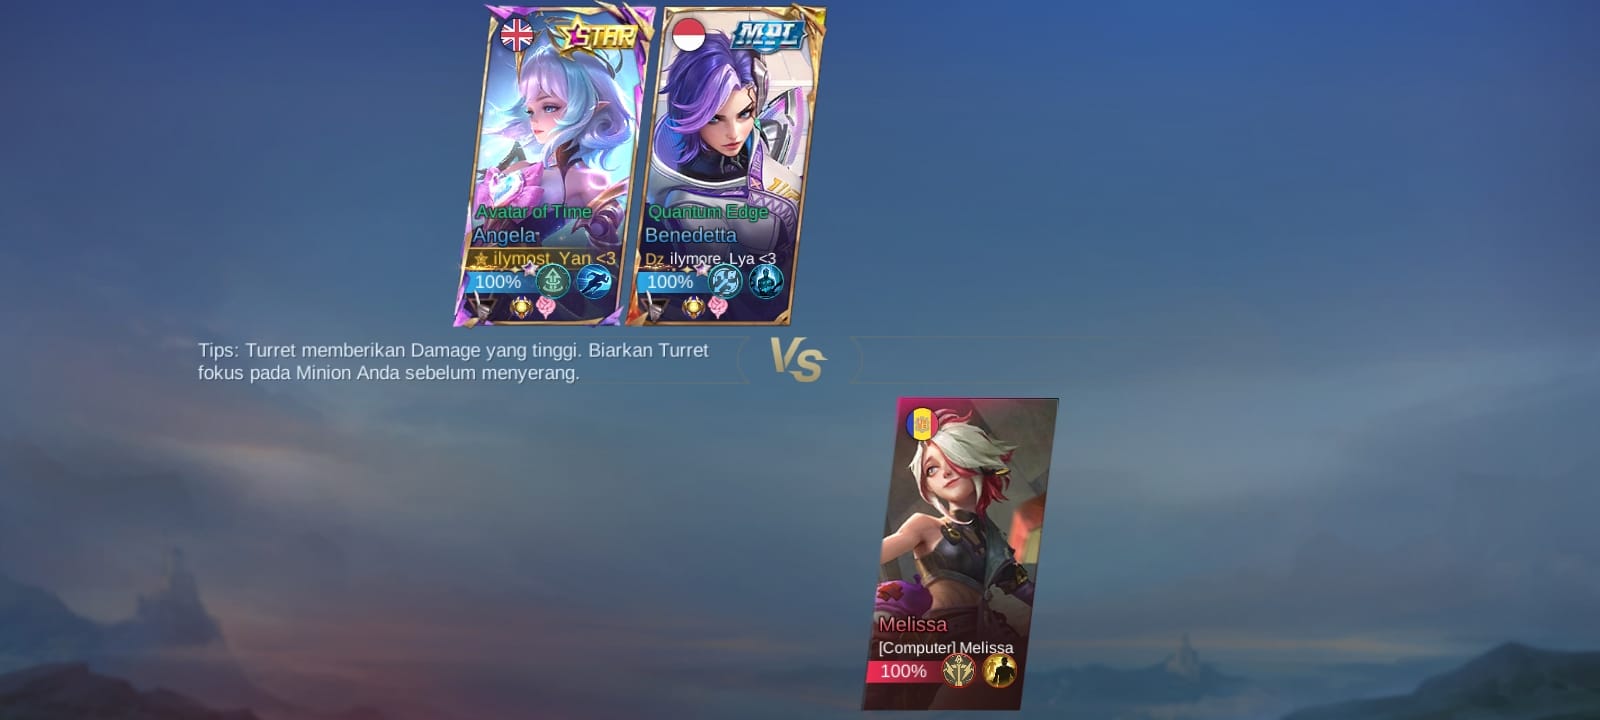 STAR
MPL
Avatar of Time
Angela
ilymost, Yan <3
100%
Quantum Edge
Benedetta
Dz ilymore, Lya <3
100%
Tips: Turret memberikan Damage yang tinggi. Biarkan Turret
fokus pada Minion Anda sebelum menyerang.
VS
Melissa
[Computer] Melissa
100%